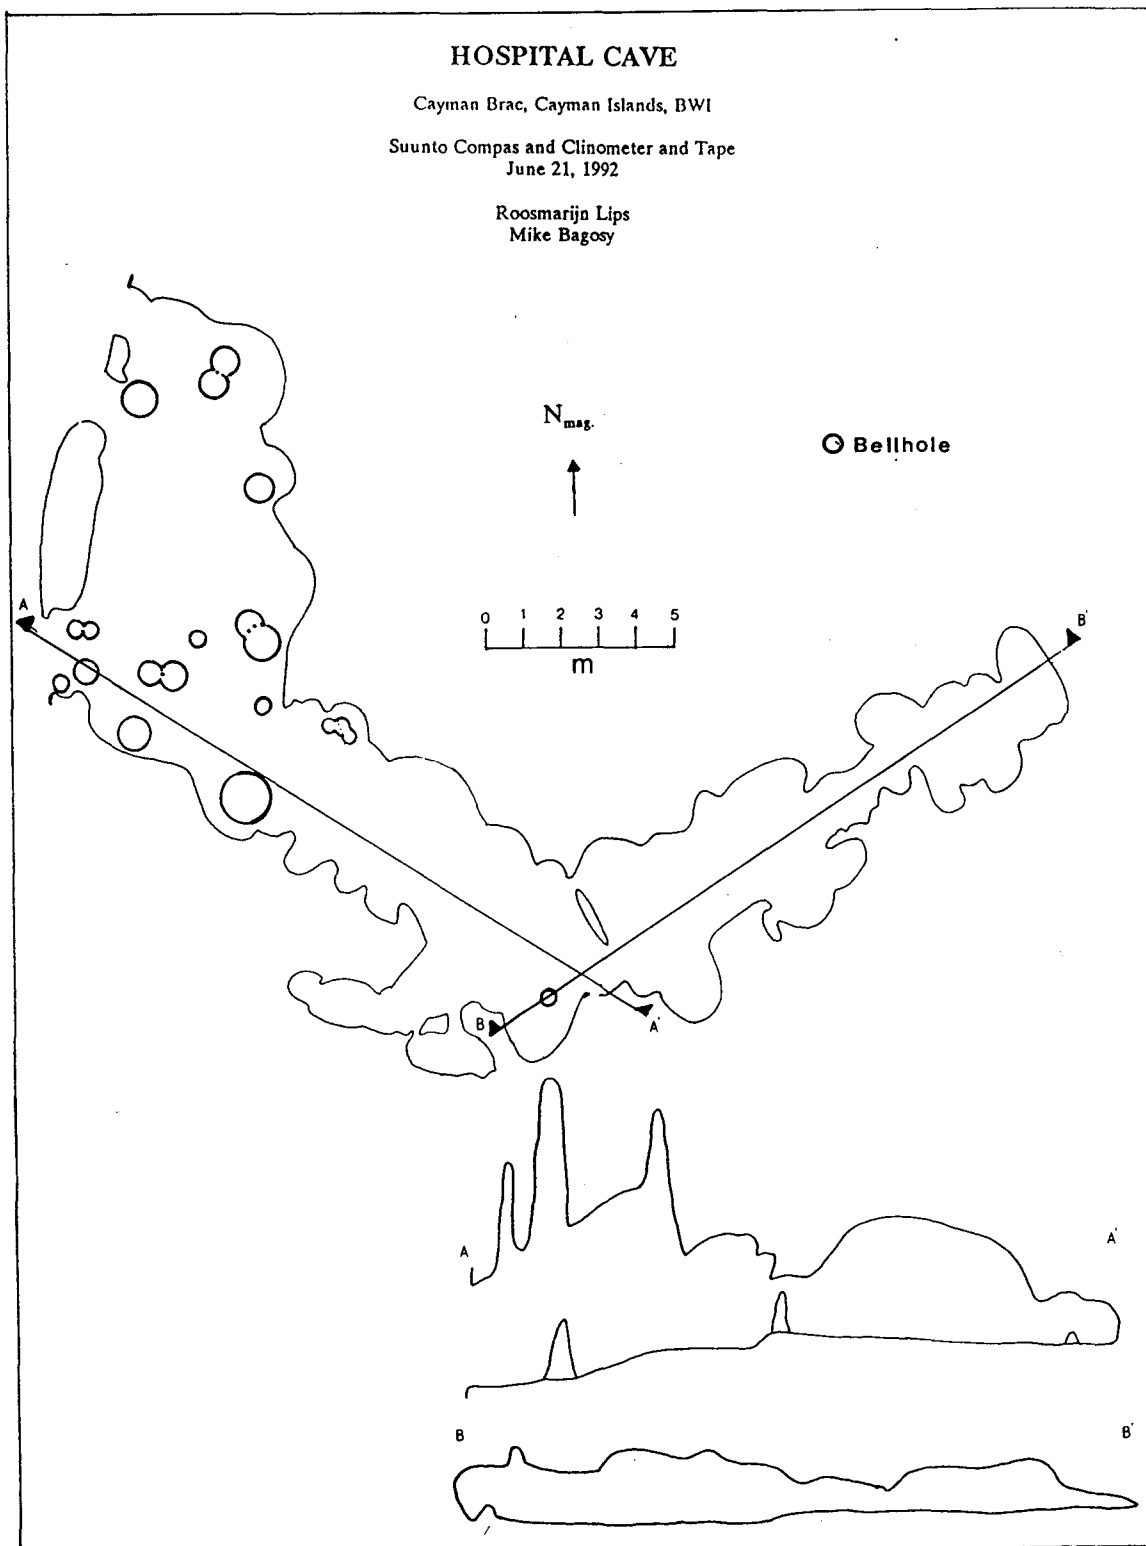 HOSPITAL CAVE
Cayman Brac, Cayman Islands, BWI
Suunto Compas and Clinometer and Tape
June 21, 1992
Roosmarijn Lips
Mike Bagosy
N mag.
Bellhole
0 1 2 3 4 5
m
A
B'
B
A'
A
A'
B
B'